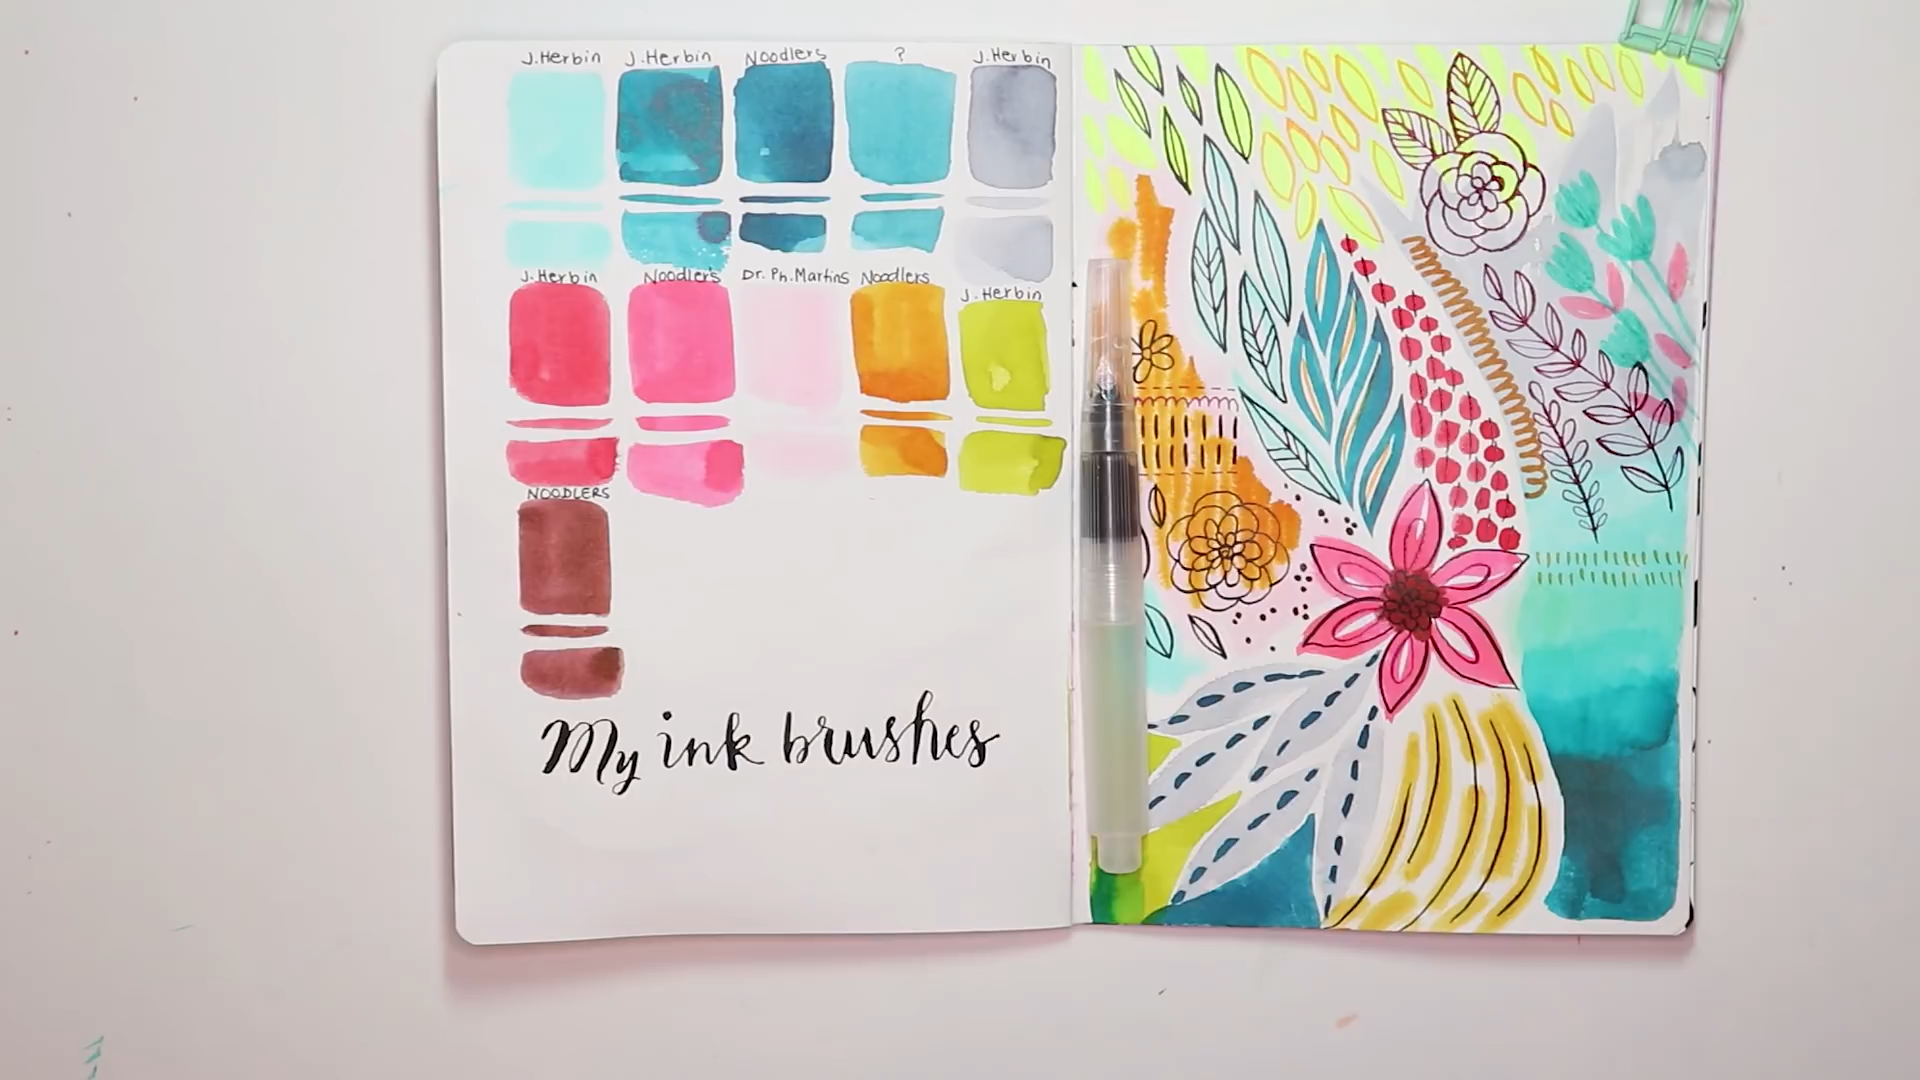 J.Herbin J.Herbin Noodlers ? J.Herbin
J.Herbin Noodler's Dr. Ph. Martins Noodlers J.Herbin
NOODLERS
My ink brushes